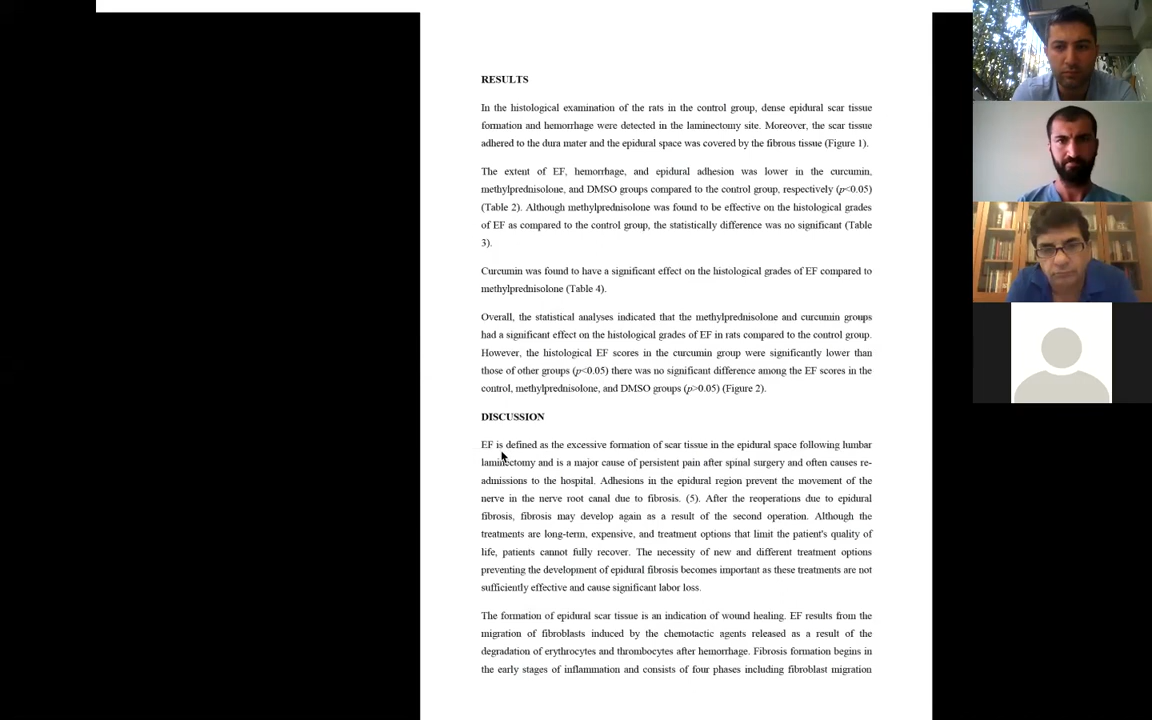 RESULTS
In the histological examination of the rats in the control group, dense epidural scar tissue
formation and hemorrhage were detected in the laminectomy site. Moreover, the scar tissue
adhered to the dura mater and the epidural space was covered by the fibrous tissue (Figure 1).
The extent of EF, hemorrhage, and epidural adhesion was lower in the curcumin,
methylprednisolone, and DMSO groups compared to the control group, respectively (p<0.05)
(Table 2). Although methylprednisolone was found to be effective on the histological grades
of EF as compared to the control group, the statistically difference was no significant (Table
3).
Curcumin was found to have a significant effect on the histological grades of EF compared to
methylprednisolone (Table 4).
Overall, the statistical analyses indicated that the methylprednisolone and curcumin groups
had a significant effect on the histological grades of EF in rats compared to the control group.
However, the histological EF scores in the curcumin group were significantly lower than
those of other groups (p<0.05) there was no significant difference among the EF scores in the
control, methylprednisolone, and DMSO groups (p>0.05) (Figure 2).
DISCUSSION
EF is defined as the excessive formation of scar tissue in the epidural space following lumbar
laminectomy and is a major cause of persistent pain after spinal surgery and often causes re-
admissions to the hospital. Adhesions in the epidural region prevent the movement of the
nerve in the nerve root canal due to fibrosis. (5). After the reoperations due to epidural
fibrosis, fibrosis may develop again as a result of the second operation. Although the
treatments are long-term, expensive, and treatment options that limit the patient's quality of
life, patients cannot fully recover. The necessity of new and different treatment options
preventing the development of epidural fibrosis becomes important as these treatments are not
sufficiently effective and cause significant labor loss.
The formation of epidural scar tissue is an indication of wound healing. EF results from the
migration of fibroblasts induced by the chemotactic agents released as a result of the
degradation of erythrocytes and thrombocytes after hemorrhage. Fibrosis formation begins in
the early stages of inflammation and consists of four phases including fibroblast migration